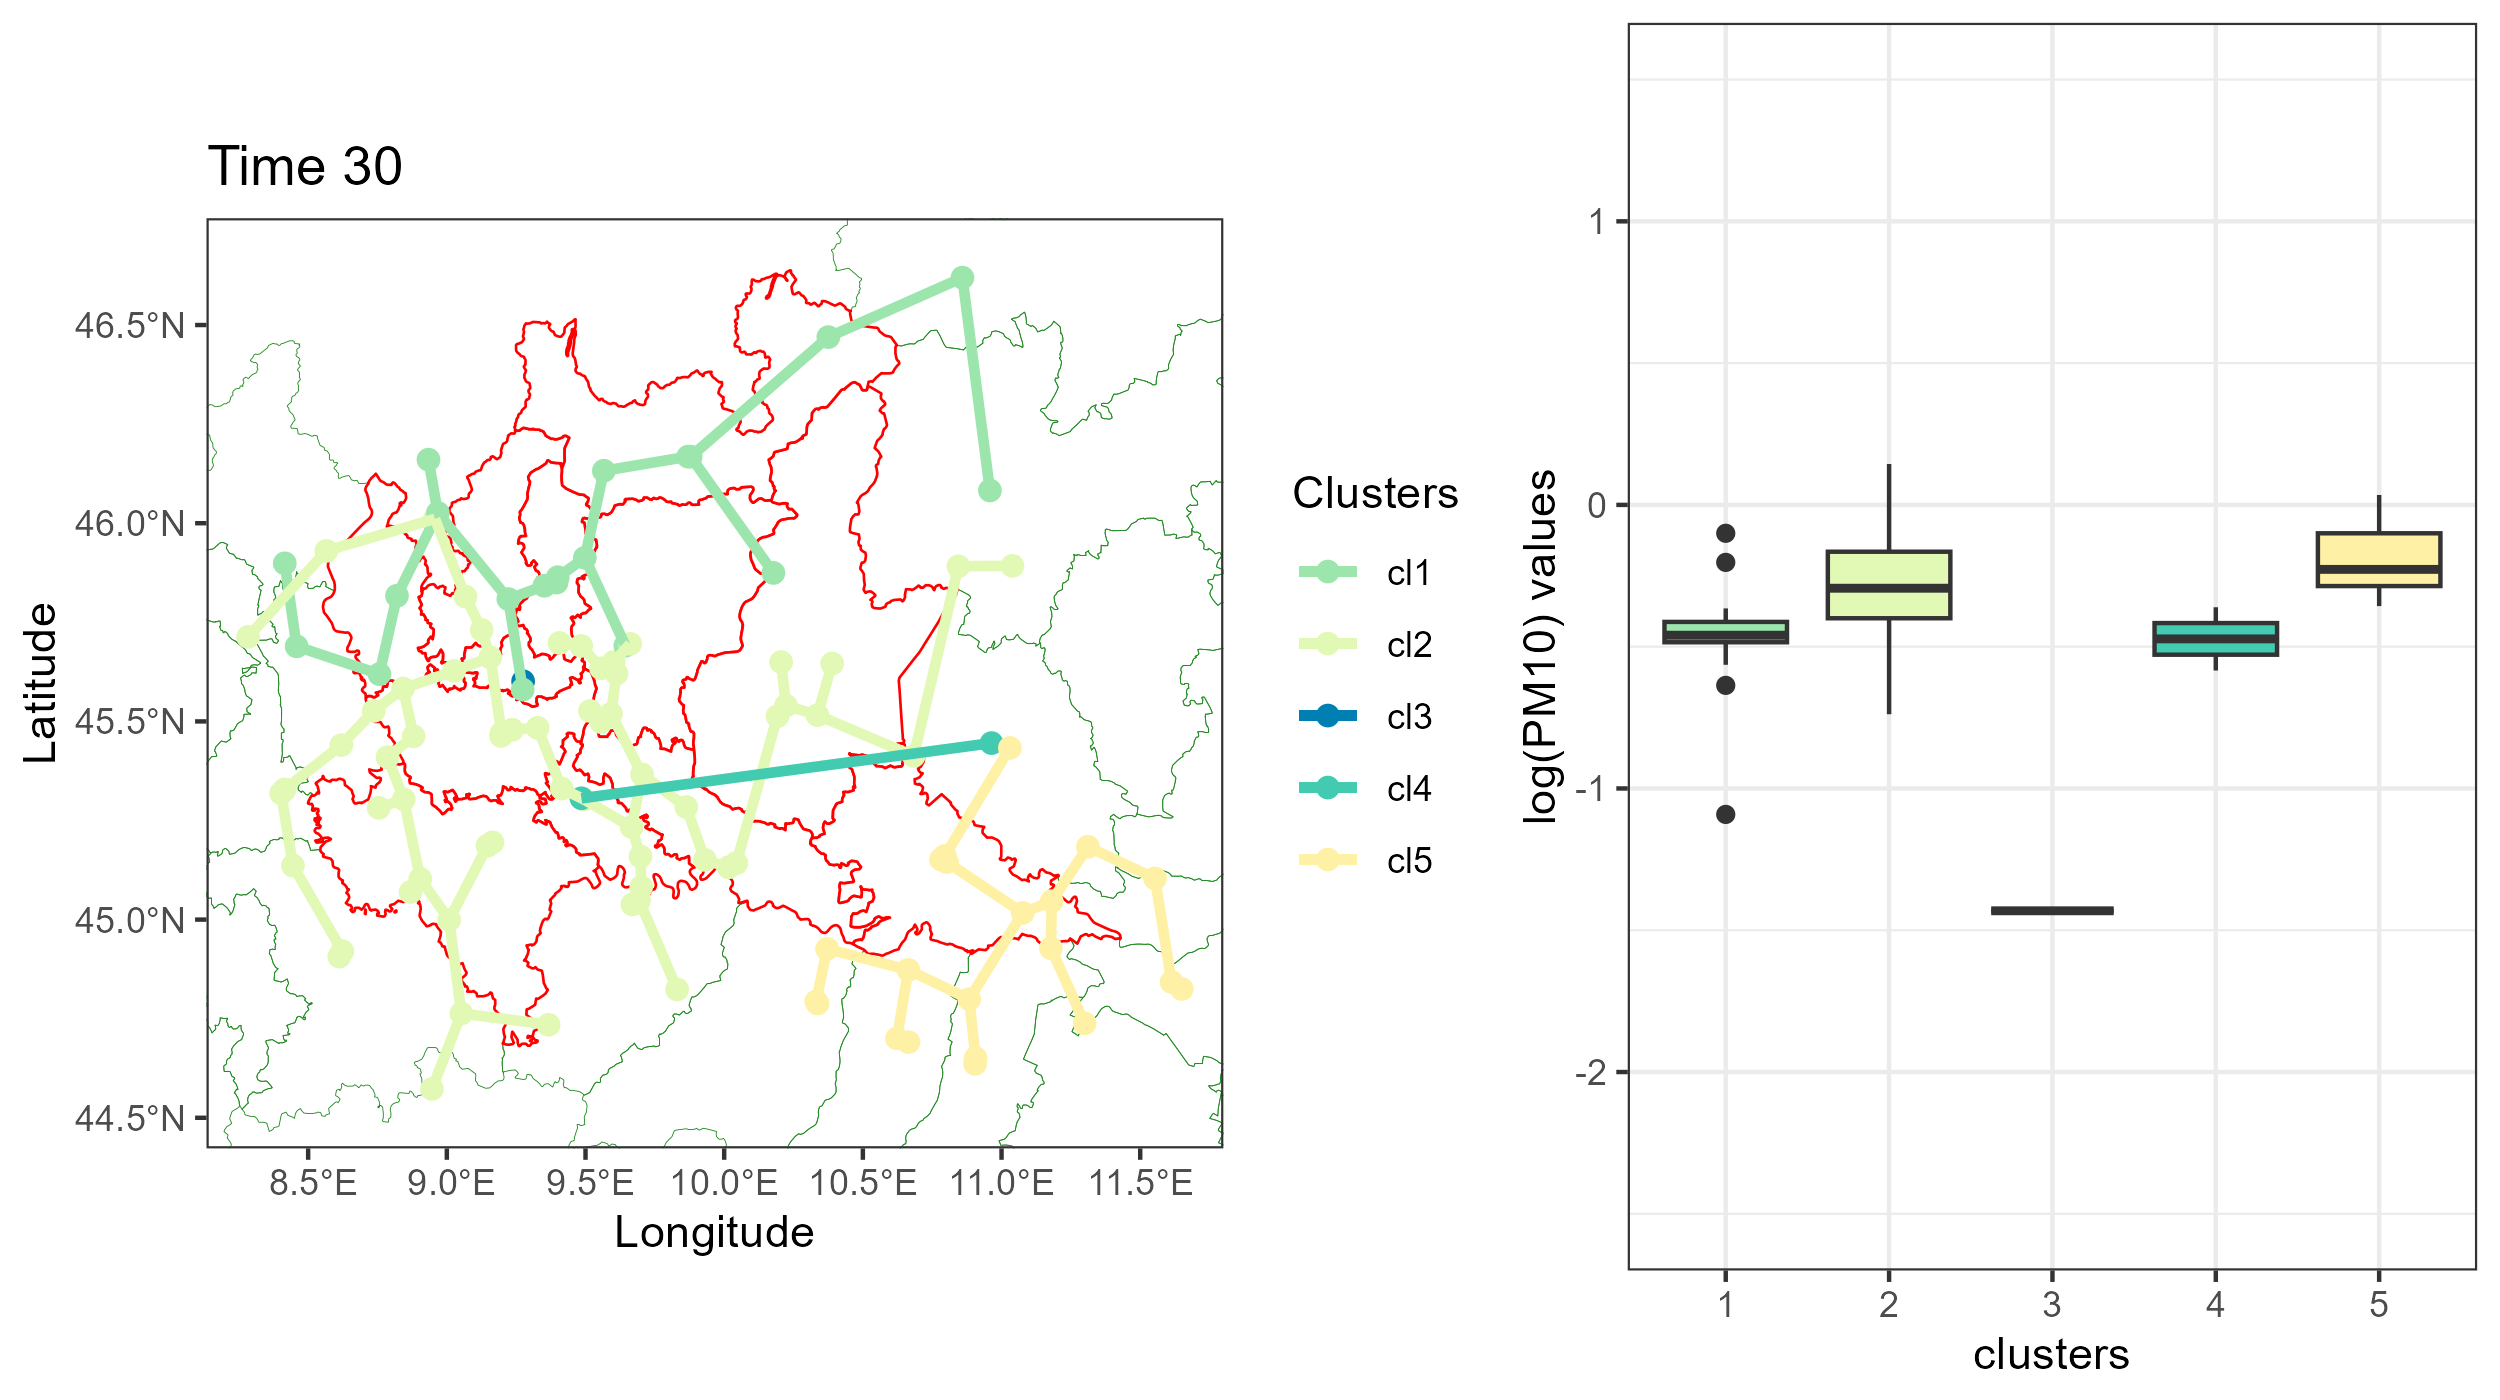 Time 30
Latitude
46.5°N
46.0°N
45.5°N
45.0°N
44.5°N
8.5°E 9.0°E 9.5°E 10.0°E 10.5°E 11.0°E 11.5°E
Longitude
Clusters
cl1
cl2
cl3
cl4
cl5
log(PM10) values
1
0
-1
-2
1 2 3 4 5
clusters